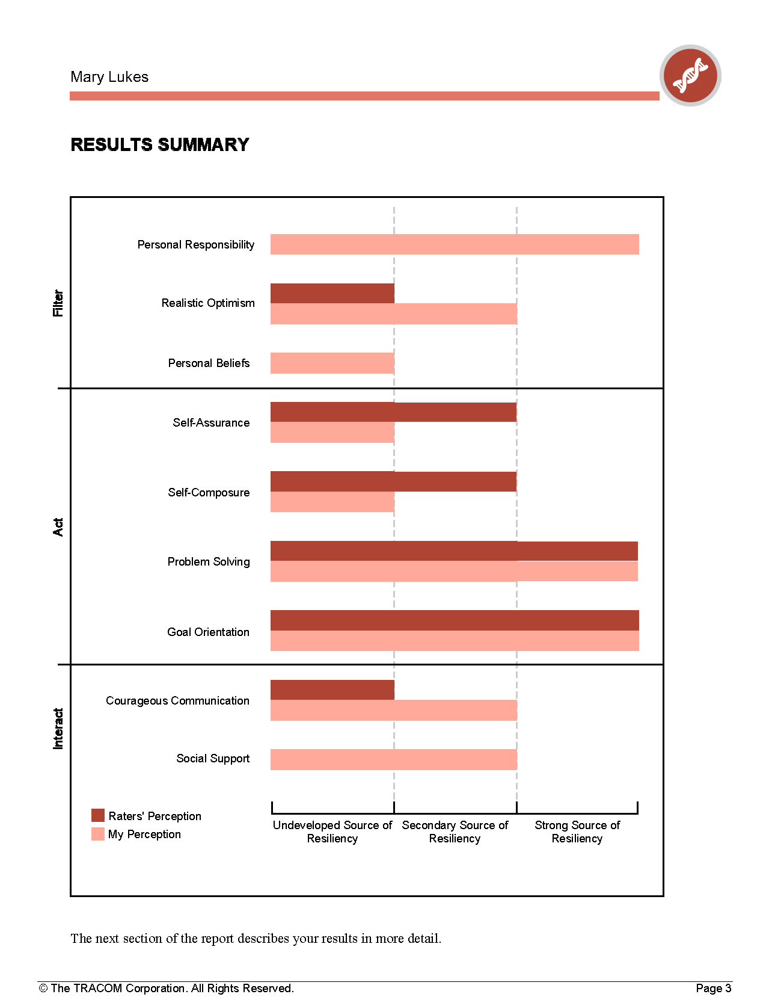 Mary Lukes
RESULTS SUMMARY
Filter
Personal Responsibility
Realistic Optimism
Personal Beliefs
Act
Self-Assurance
Self-Composure
Problem Solving
Goal Orientation
Interact
Courageous Communication
Social Support
Raters' Perception
My Perception
Undeveloped Source of
Resiliency
Secondary Source of
Resiliency
Strong Source of
Resiliency
The next section of the report describes your results in more detail.
© The TRACOM Corporation. All Rights Reserved.
Page 3